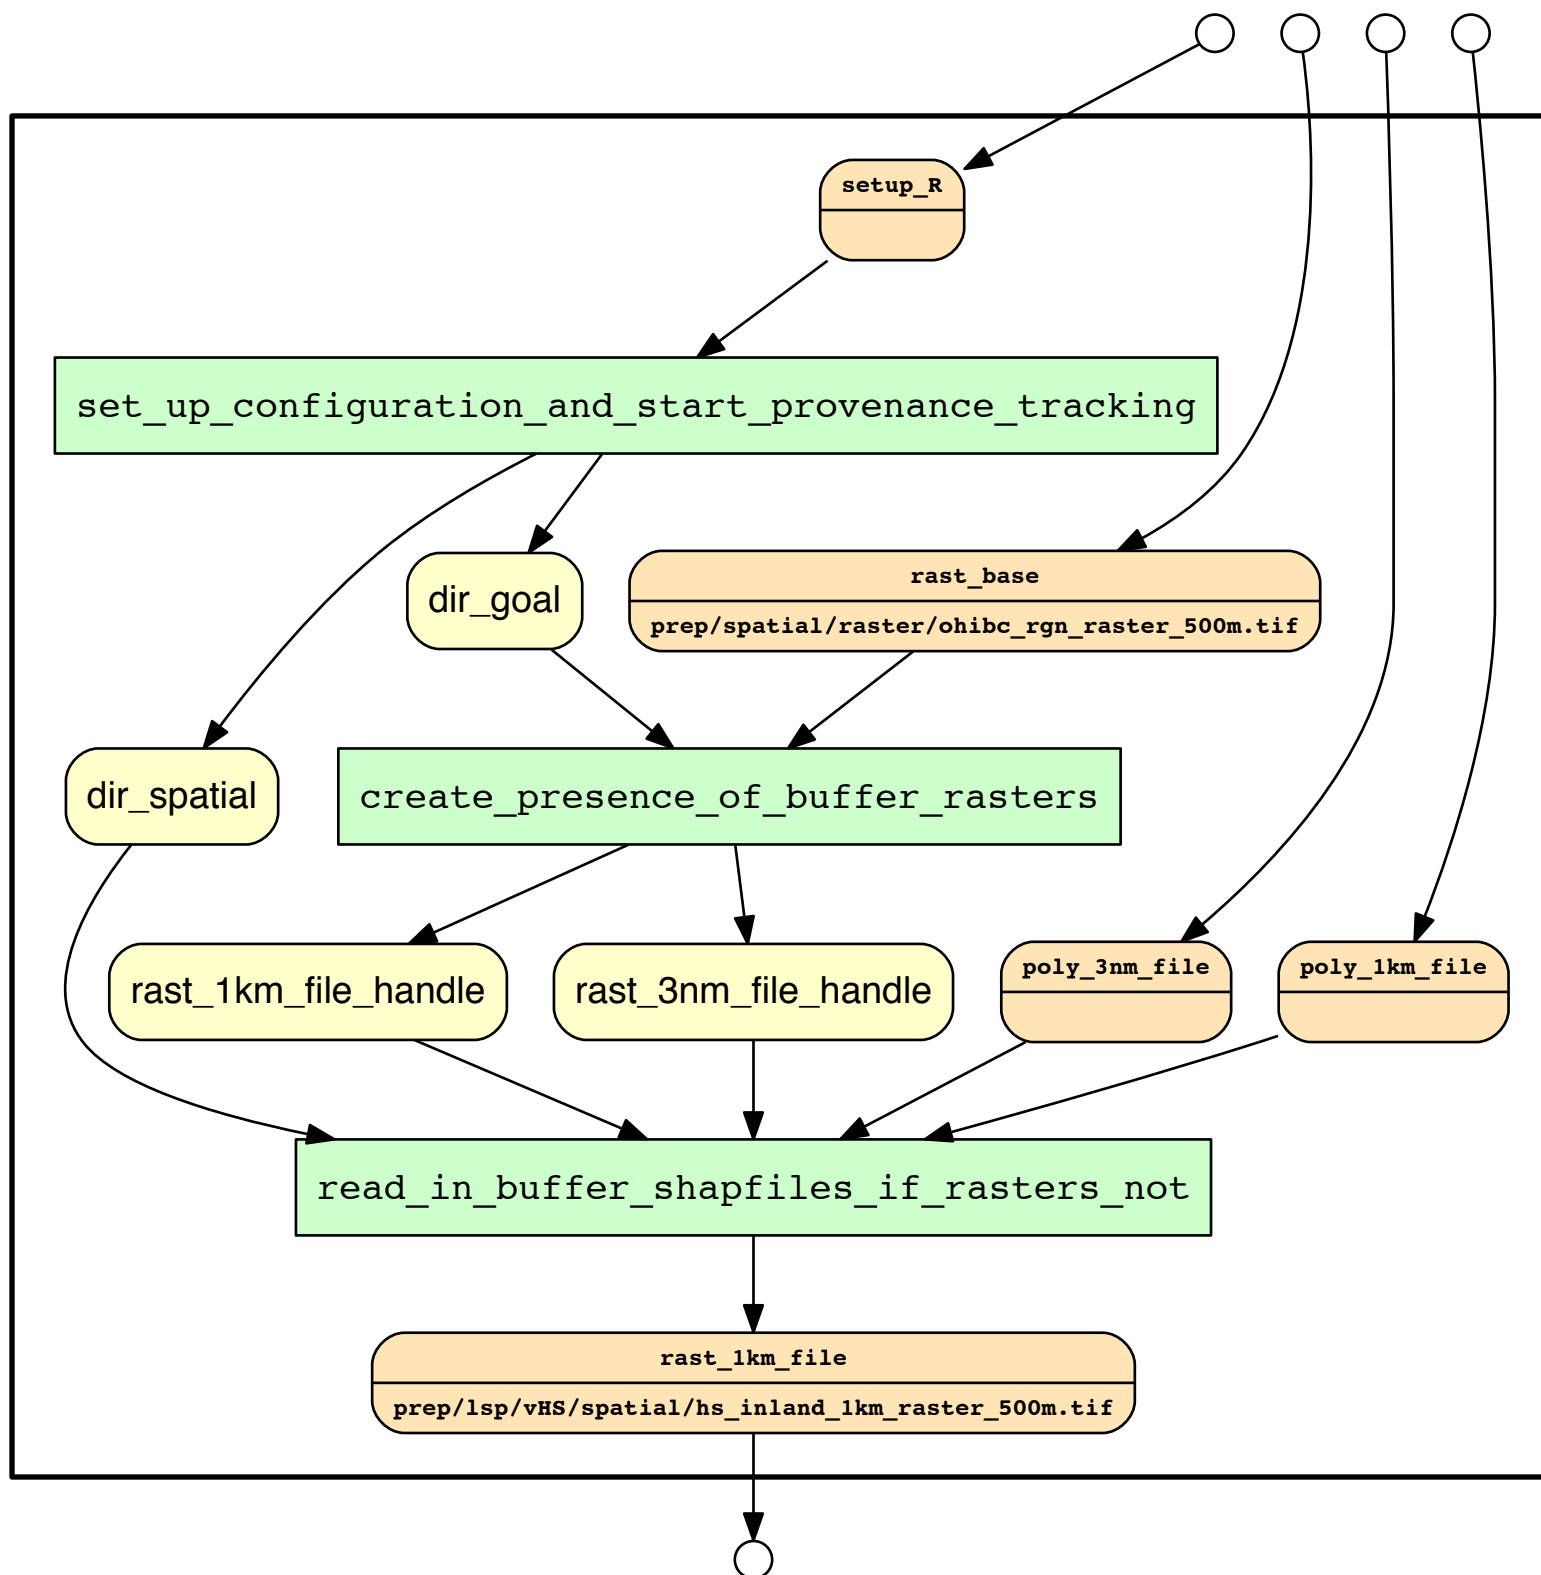 setup_R
set_up_configuration_and_start_provenance_tracking
dir_goal
rast_base
prep/spatial/raster/ohibc_rgn_raster_500m.tif
dir_spatial
create_presence_of_buffer_rasters
rast_1km_file_handle
rast_3nm_file_handle
poly_3nm_file
poly_1km_file
read_in_buffer_shapfiles_if_rasters_not
rast_1km_file
prep/lsp/vHS/spatial/hs_inland_1km_raster_500m.tif